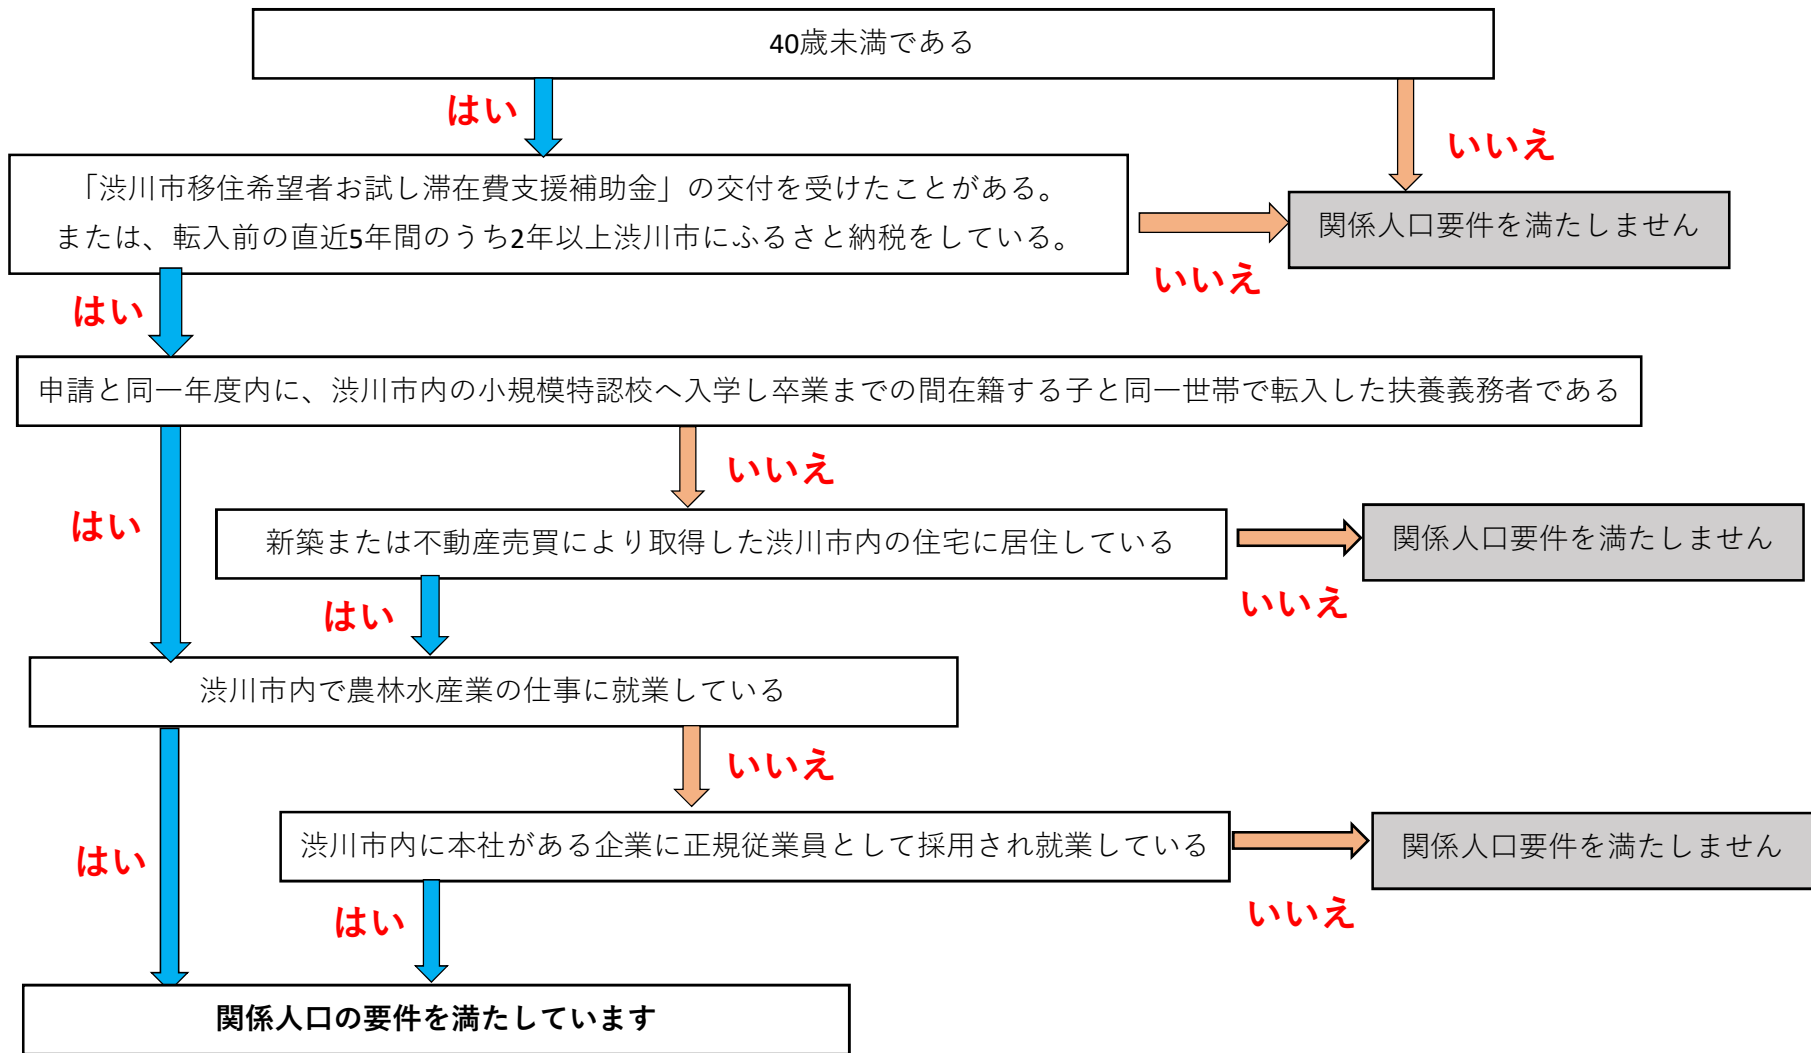 40歳未満である
はい
いいえ
「渋川市移住希望者お試し滞在費支援補助金」の交付を受けたことがある。
または、転入前の直近5年間のうち2年以上渋川市にふるさと納税をしている。
関係人口要件を満たしません
いいえ
はい
申請と同一年度内に、渋川市内の小規模特認校へ入学し卒業までの間在籍する子と同一世帯で転入した扶養義務者である
いいえ
はい
新築または不動産売買により取得した渋川市内の住宅に居住している
関係人口要件を満たしません
いいえ
はい
渋川市内で農林水産業の仕事に就業している
いいえ
はい
渋川市内に本社がある企業に正規従業員として採用され就業している
関係人口要件を満たしません
はい
いいえ
関係人口の要件を満たしています